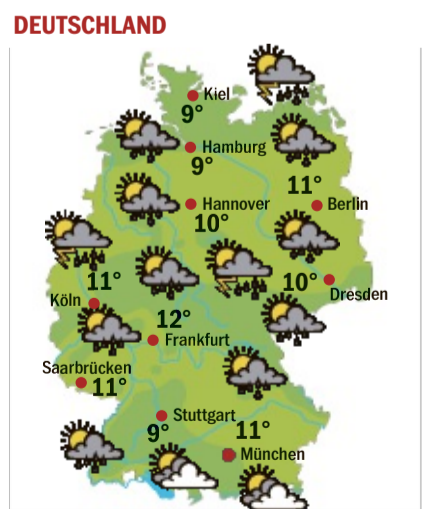 DEUTSCHLAND
Kiel
9°
Hamburg
9°
11°
Hannover
Berlin
10°
11°
10°
Dresden
Köln
12°
Frankfurt
Saarbrücken
11°
Stuttgart
9°
11°
München